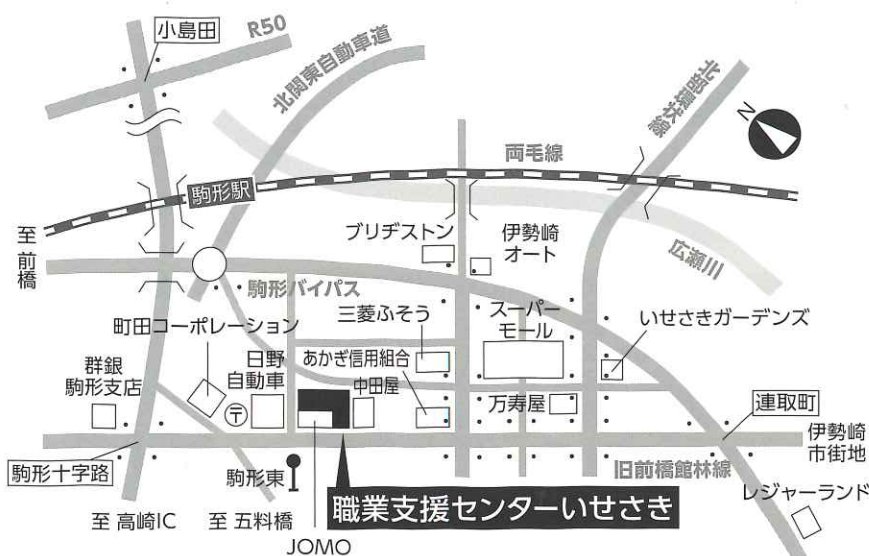 小島田
R50
北関東自動車道
北部環状線
N
両毛線
駒形駅
至
前橋
ブリヂストン
伊勢崎
オート
広瀬川
駒形バイパス
町田コーポレーション
三菱ふそう
スーパー
モール
いせさきガーデンズ
群銀
駒形支店
日野
自動車
あかぎ信用組合
中田屋
万寿屋
連取町
〒
伊勢崎
市街地
駒形十字路
駒形東
旧前橋館林線
職業支援センターいせさき
レジャーランド
至 高崎IC
至 五料橋
JOMO